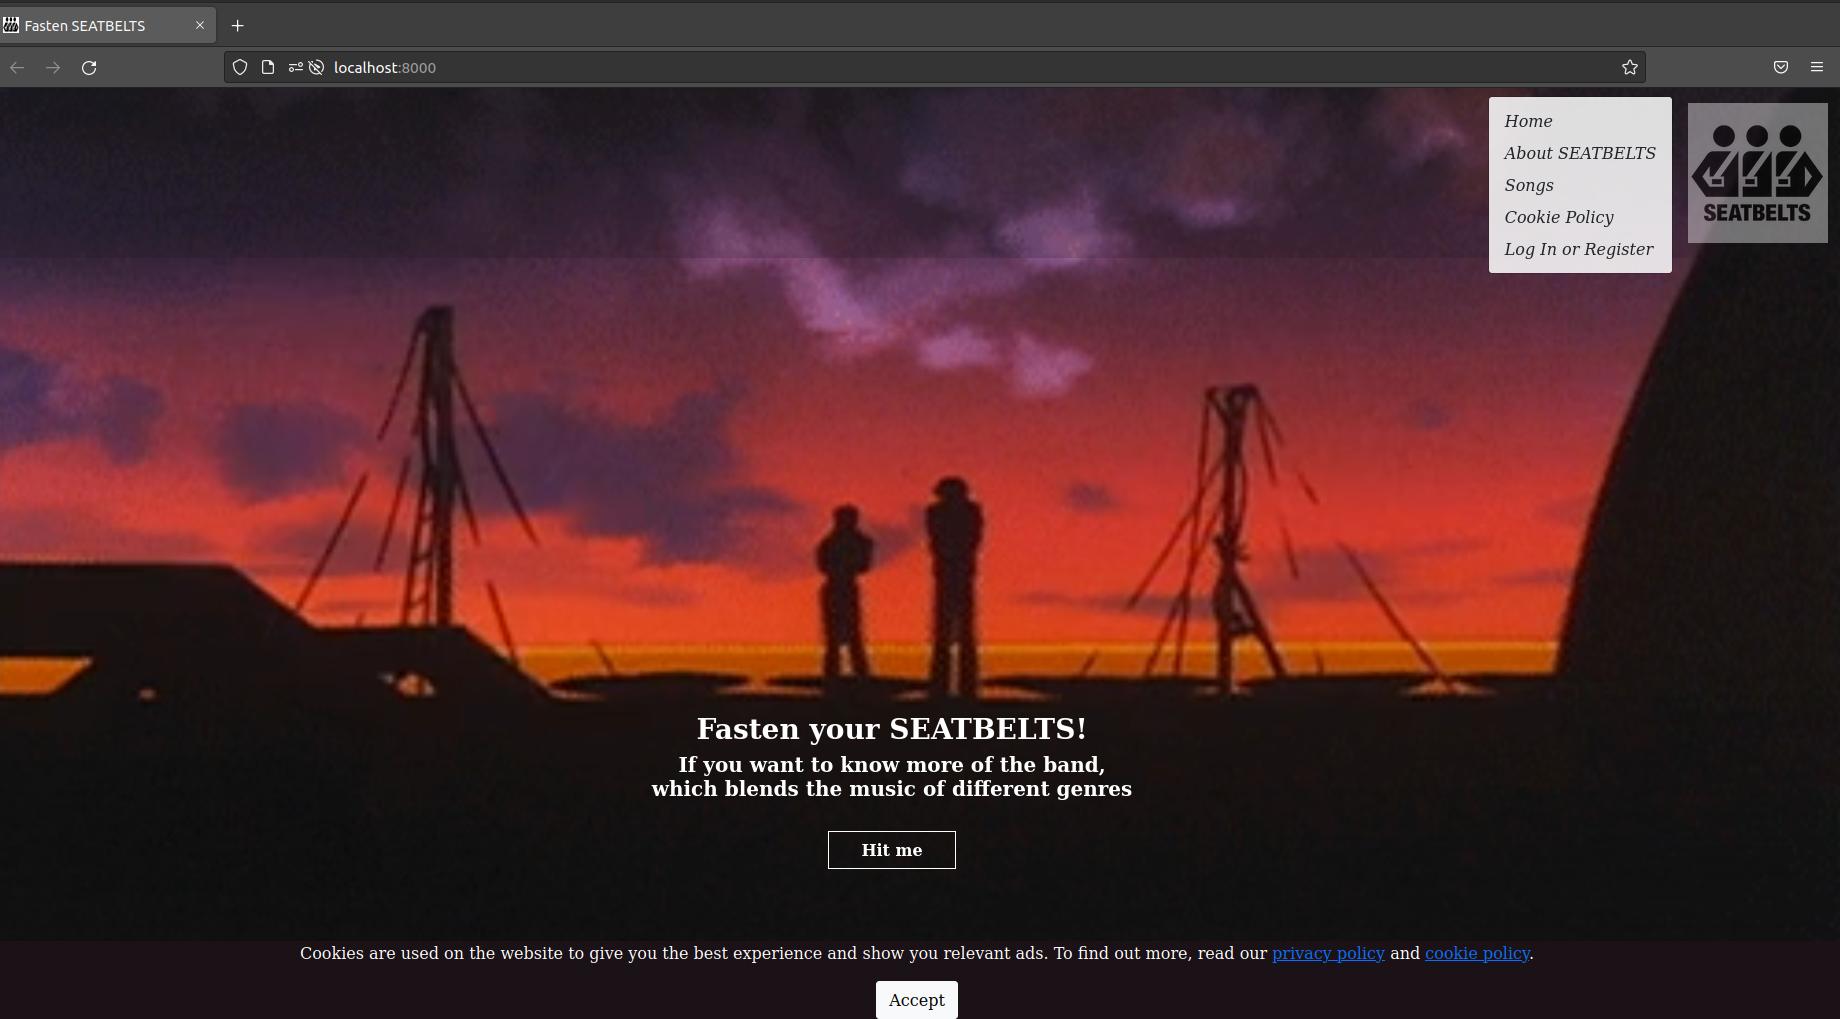 Fasten SEATBELTS
localhost:8000
Home
About SEATBELTS
Songs
Cookie Policy
Log In or Register
SEATBELTS
Fasten your SEATBELTS!
If you want to know more of the band,
which blends the music of different genres
Hit me
Cookies are used on the website to give you the best experience and show you relevant ads. To find out more, read our privacy policy and cookie policy.
Accept